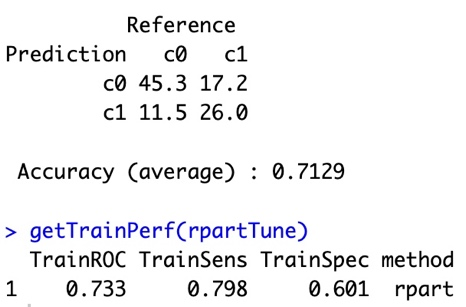 Reference
Prediction c0 c1
c0 45.3 17.2
c1 11.5 26.0
Accuracy (average) : 0.7129
> getTrainPerf(rpartTune)
TrainROC TrainSens TrainSpec method
1 0.733 0.798 0.601 rpart